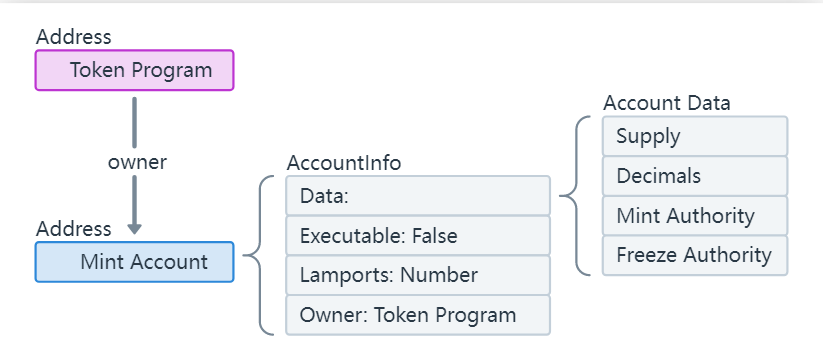 Address
Token Program
owner
Address
Mint Account
AccountInfo
Data:
Executable: False
Lamports: Number
Owner: Token Program
Account Data
Supply
Decimals
Mint Authority
Freeze Authority